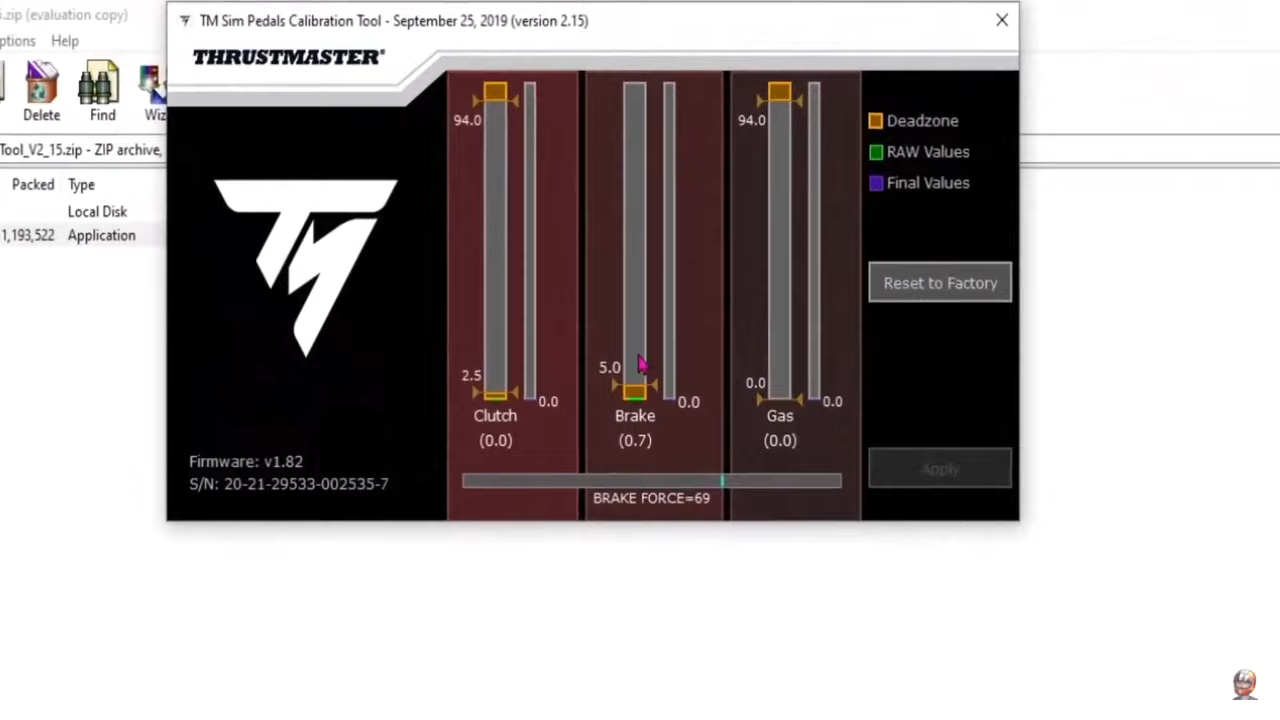 .zip (evaluation copy)
ptions Help
Delete Find Wiz
Tool_V2_15.zip - ZIP archive,
Packed Type
Local Disk
1,193,522 Application
TM Sim Pedals Calibration Tool - September 25, 2019 (version 2.15)
THRUSTMASTER®
94.0
2.5
0.0
Clutch
(0.0)
5.0
0.0
Brake
(0.7)
94.0
0.0
0.0
Gas
(0.0)
BRAKE FORCE=69
Deadzone
RAW Values
Final Values
Reset to Factory
Apply
Firmware: v1.82
S/N: 20-21-29533-002535-7